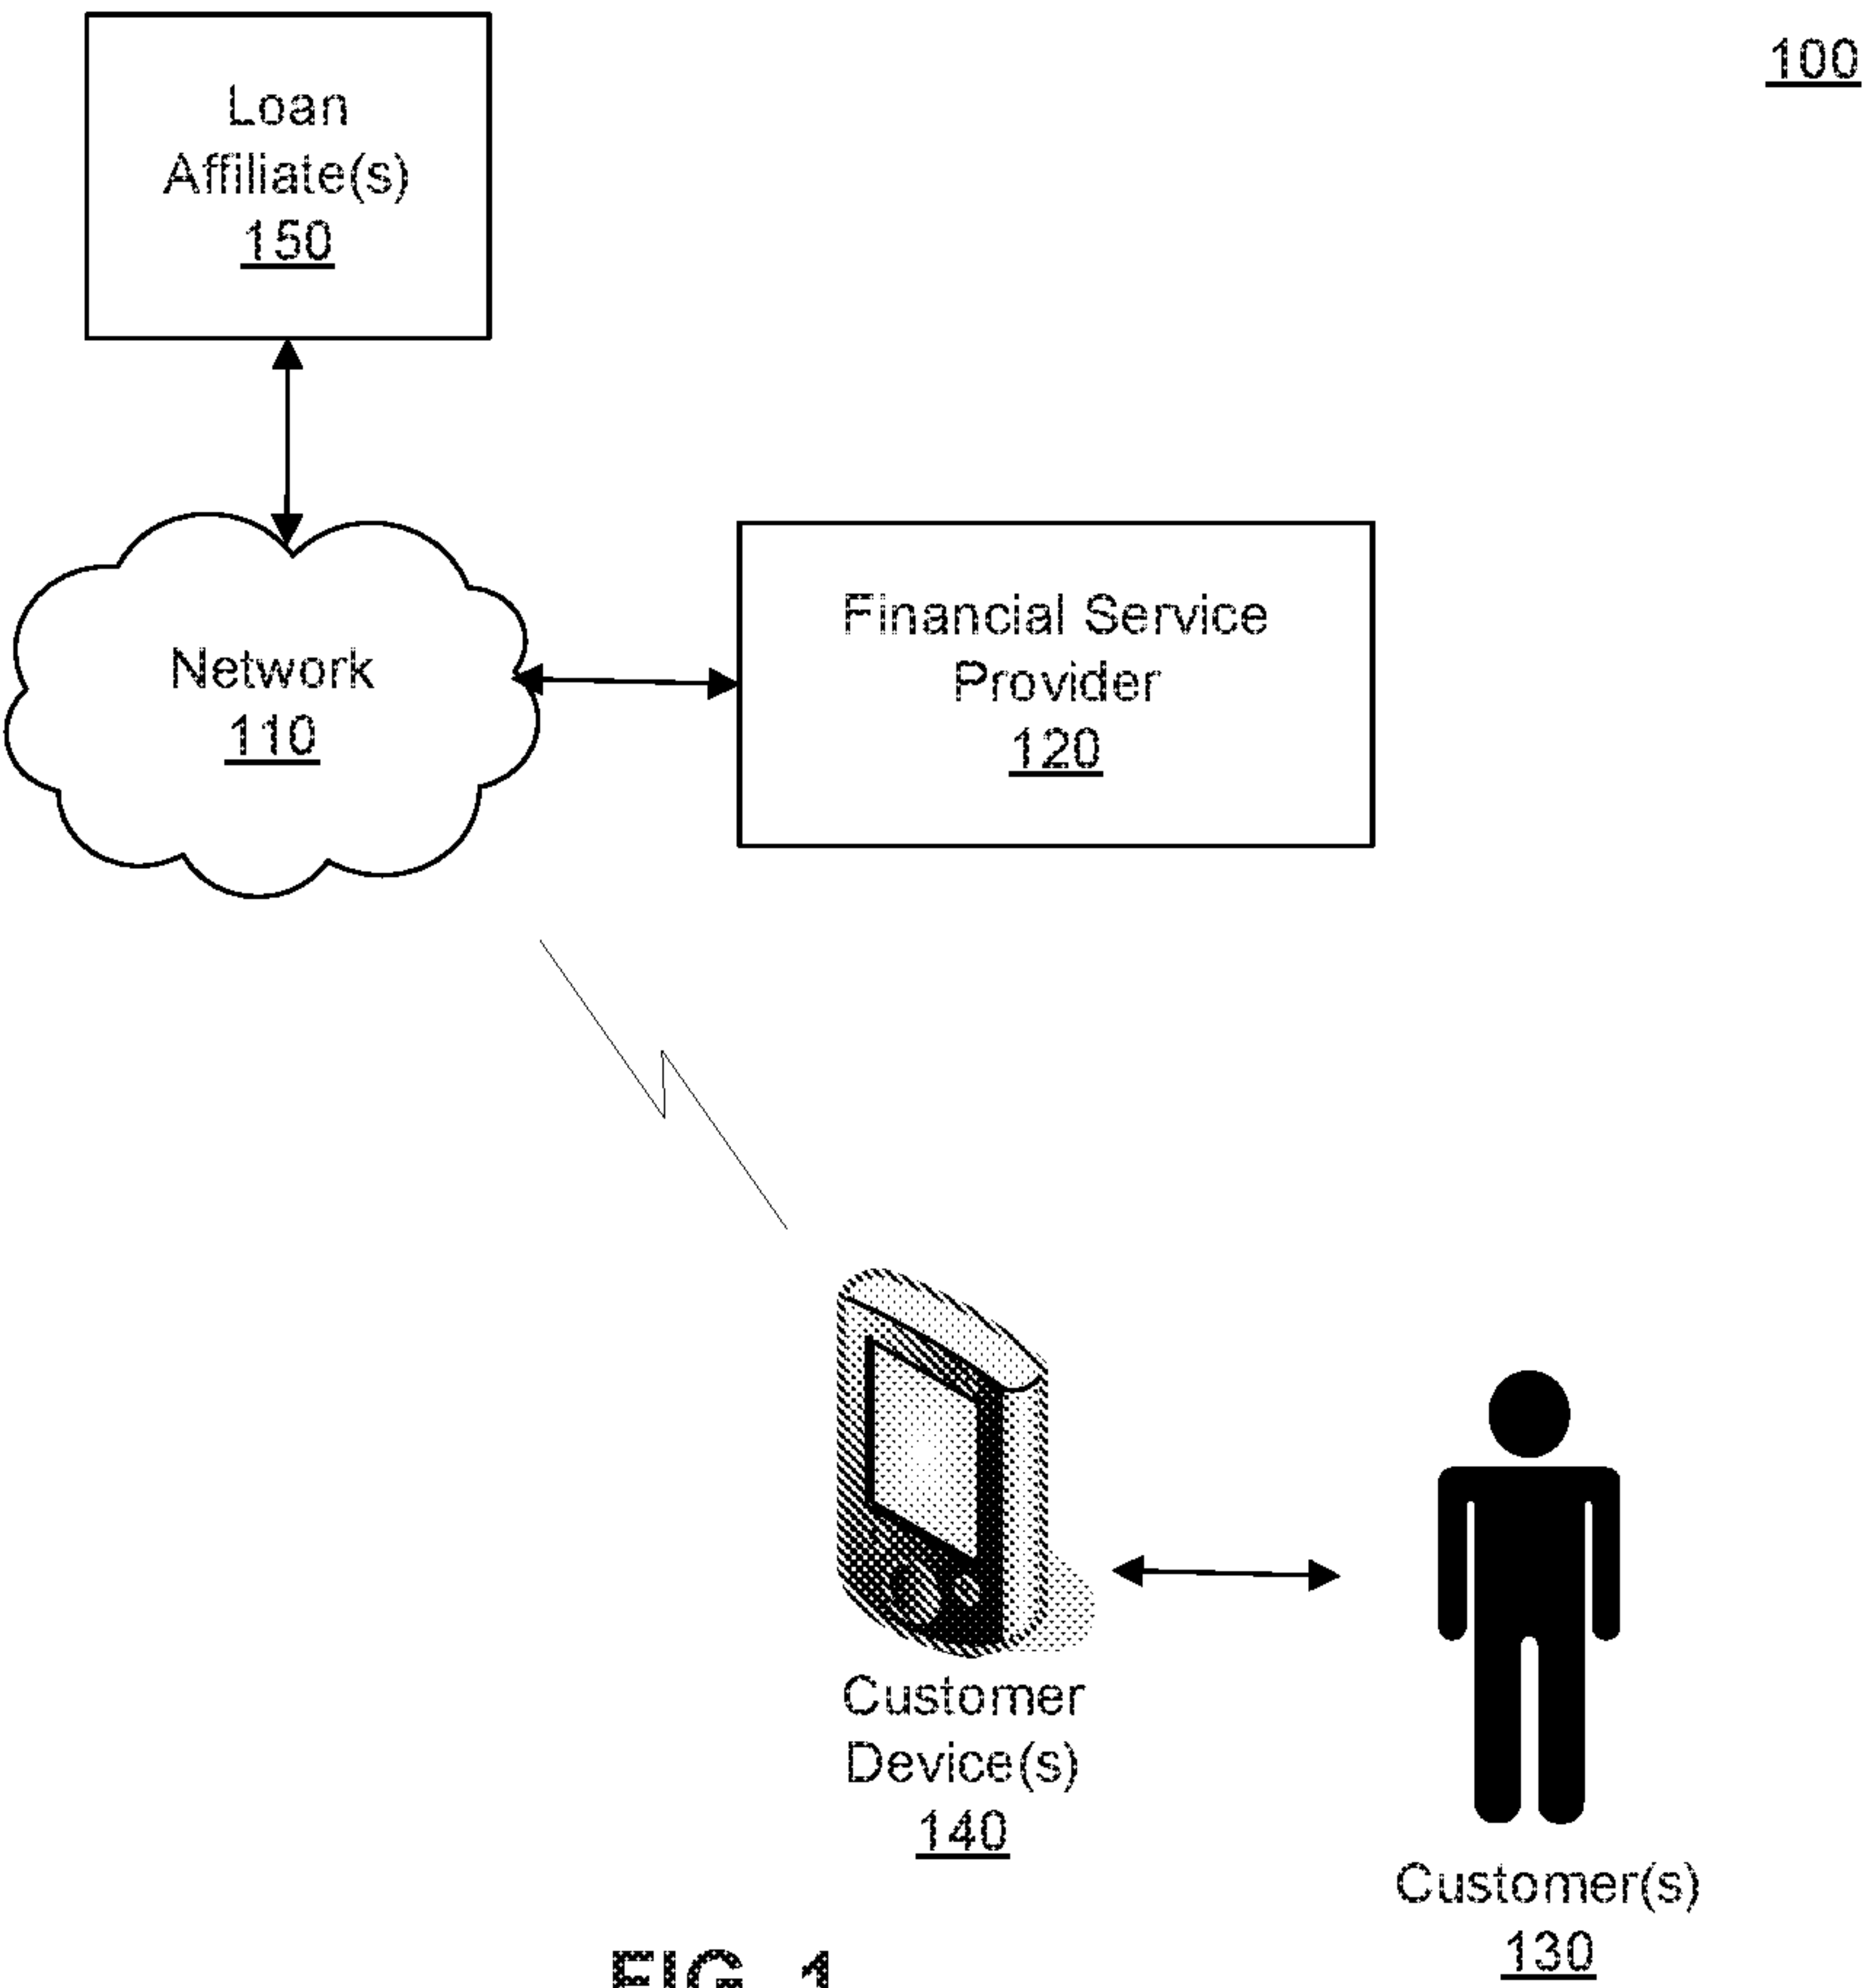 100
Loan
Affiliate(s)
150
Network
110
Financial Service
Provider
120
Customer
Device(s)
140
Customer(s)
130
FIG. 1